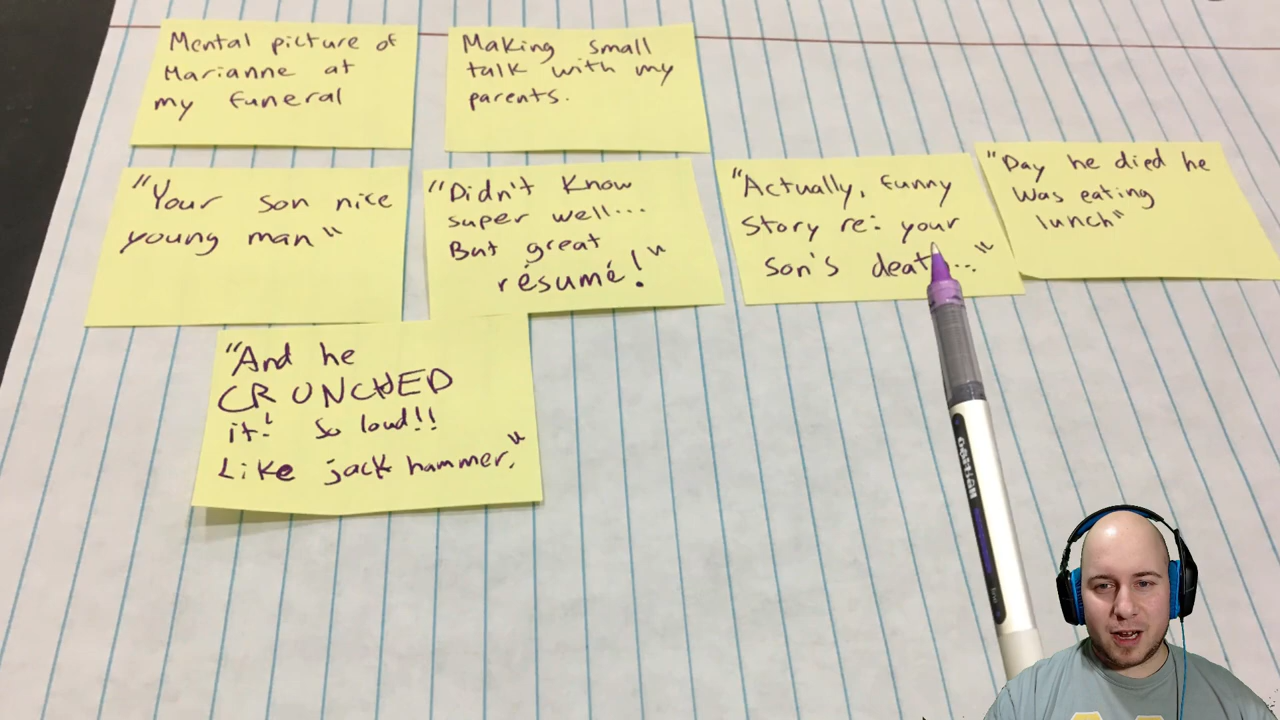 Mental picture of
Marianne at
my funeral
Making small
talk with my
parents.
"Your son nice
young man"
"Didn't know
super well...
But great
résumé!"
"Actually, funny
story re: your
son's death..."
"Day he died he
was eating
lunch"
"And he
CRUNCHED
it! So loud!!
Like jack hammer."